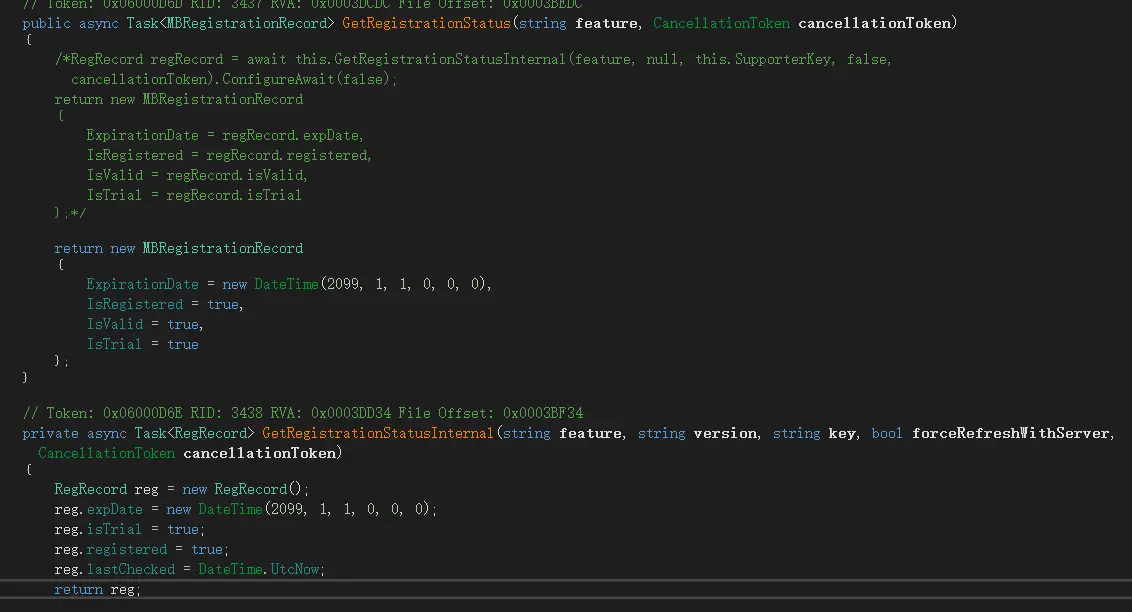 // Token: 0x06000D6D RID: 3437 RVA: 0x0003DCDC File Offset: 0x0003BEDC
public async Task<MBRegistrationRecord> GetRegistrationStatus(string feature, CancellationToken cancellationToken)
{
/*RegRecord regRecord = await this.GetRegistrationStatusInternal(feature, null, this.SupporterKey, false,
cancellationToken).ConfigureAwait(false);
return new MBRegistrationRecord
{
ExpirationDate = regRecord.expDate,
IsRegistered = regRecord.registered,
IsValid = regRecord.isValid,
IsTrial = regRecord.isTrial
};*/
return new MBRegistrationRecord
{
ExpirationDate = new DateTime(2099, 1, 1, 0, 0, 0),
IsRegistered = true,
IsValid = true,
IsTrial = true
};
}
// Token: 0x06000D6E RID: 3438 RVA: 0x0003DD34 File Offset: 0x0003BF34
private async Task<RegRecord> GetRegistrationStatusInternal(string feature, string version, string key, bool forceRefreshWithServer,
CancellationToken cancellationToken)
{
RegRecord reg = new RegRecord();
reg.expDate = new DateTime(2099, 1, 1, 0, 0, 0);
reg.isTrial = true;
reg.registered = true;
reg.lastChecked = DateTime.UtcNow;
return reg;